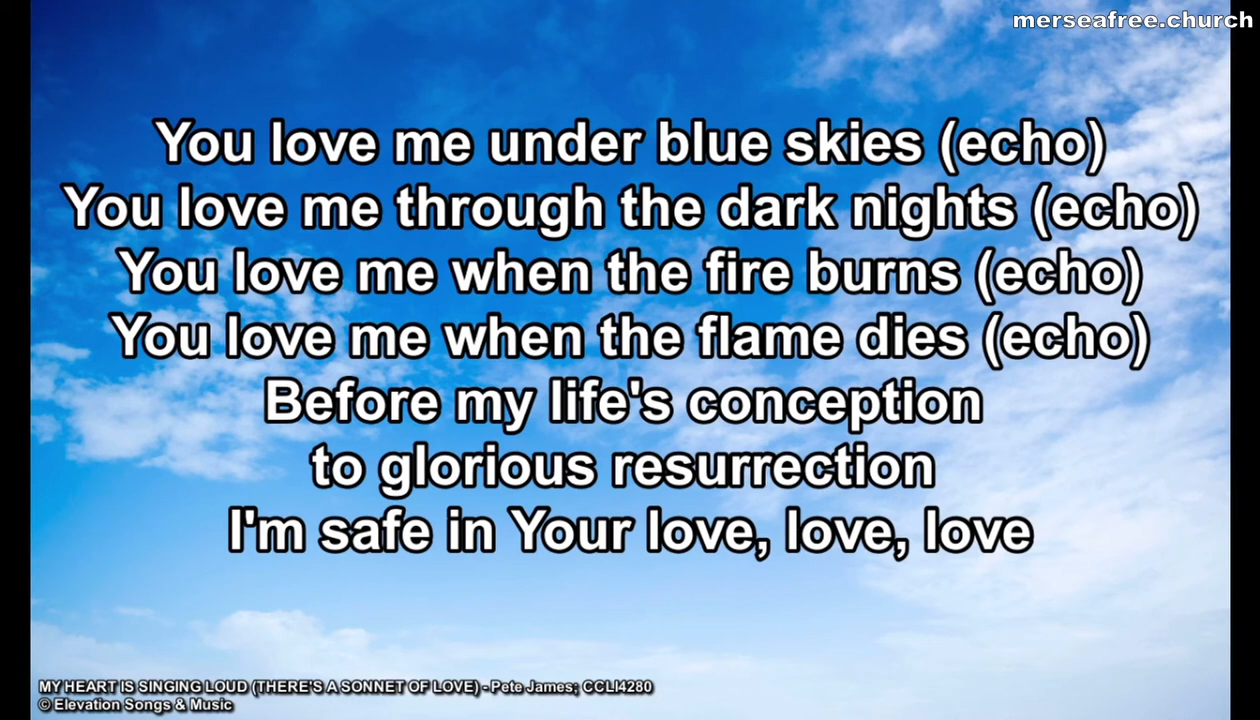 merseafree.church
You love me under blue skies (echo)
You love me through the dark nights (echo)
You love me when the fire burns (echo)
You love me when the flame dies (echo)
Before my life's conception
to glorious resurrection
I'm safe in Your love, love, love
MY HEART IS SINGING LOUD (THERE'S A SONNET OF LOVE) - Pete James; CCLI4280
© Elevation Songs & Music